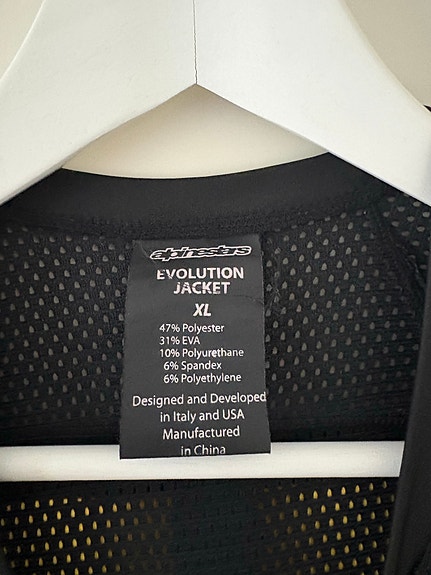 alpinestars
EVOLUTION
JACKET
XL
47% Polyester
31% EVA
10% Polyurethane
6% Spandex
6% Polyethylene
Designed and Developed
in Italy and USA
Manufactured
in China